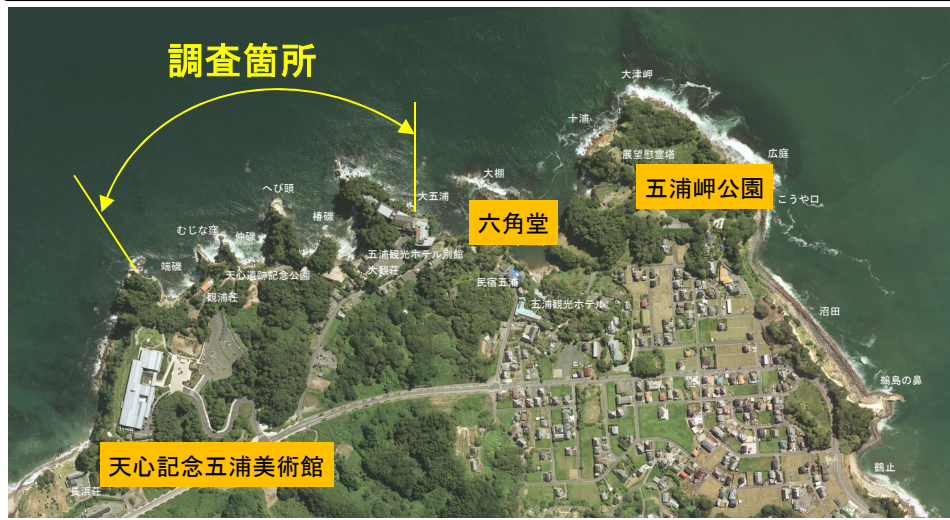 調査箇所
大津岬
十浦
展望慰霊塔
広庭
五浦岬公園
こうや口
大棚
へび頭
大五浦
椿磯
六角堂
むじな窪
仲磯
五浦観光ホテル別館
端磯
天心遺跡記念公園
大観荘
観浦荘
民宿五浦
五浦観光ホテル
沼田
鵜島の鼻
天心記念五浦美術館
鶴止
長浜荘